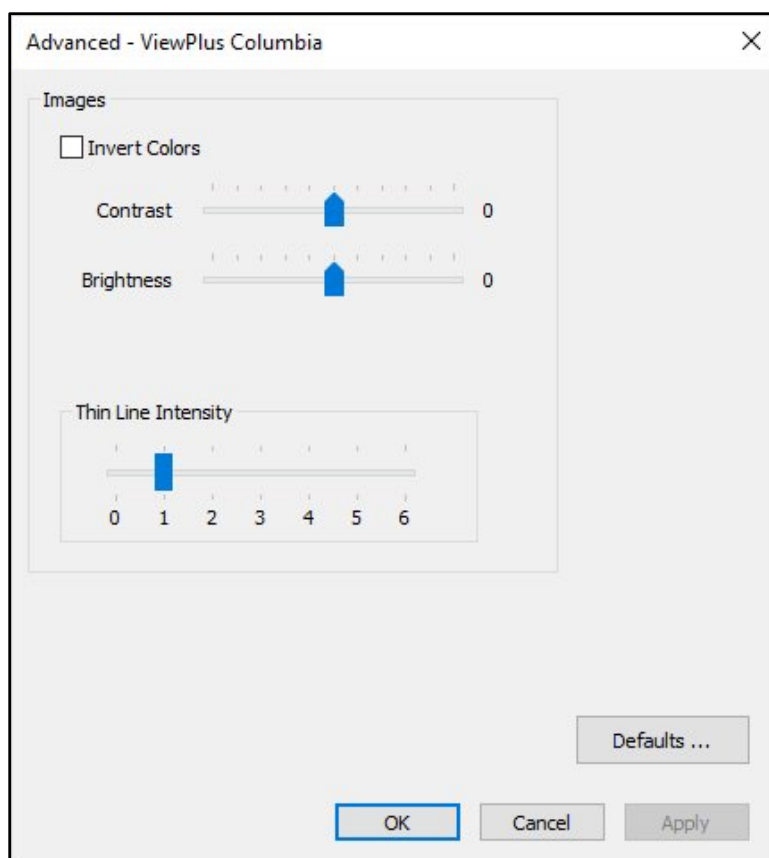 Advanced - ViewPlus Columbia
Images
Invert Colors
Contrast 0
Brightness 0
Thin Line Intensity
0 1 2 3 4 5 6
Defaults ...
OK Cancel Apply